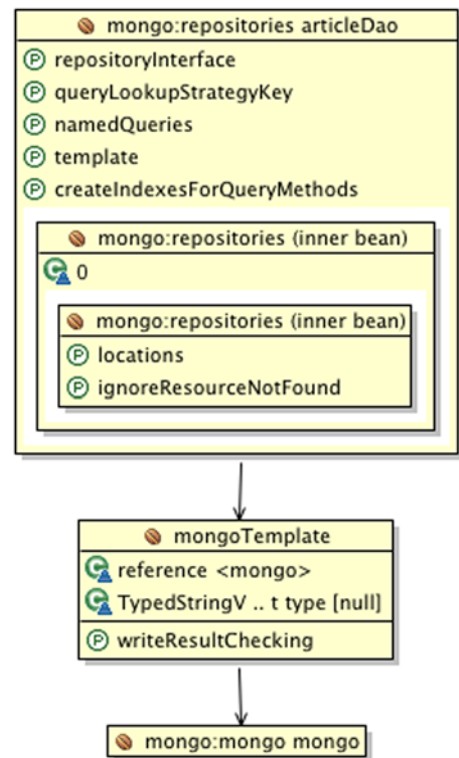 mongo:repositories articleDao
repositoryInterface
queryLookupStrategyKey
namedQueries
template
createIndexesForQueryMethods
mongo:repositories (inner bean)
0
mongo:repositories (inner bean)
locations
ignoreResourceNotFound
mongoTemplate
reference <mongo>
TypedStringV .. t type [null]
writeResultChecking
mongo:mongo mongo